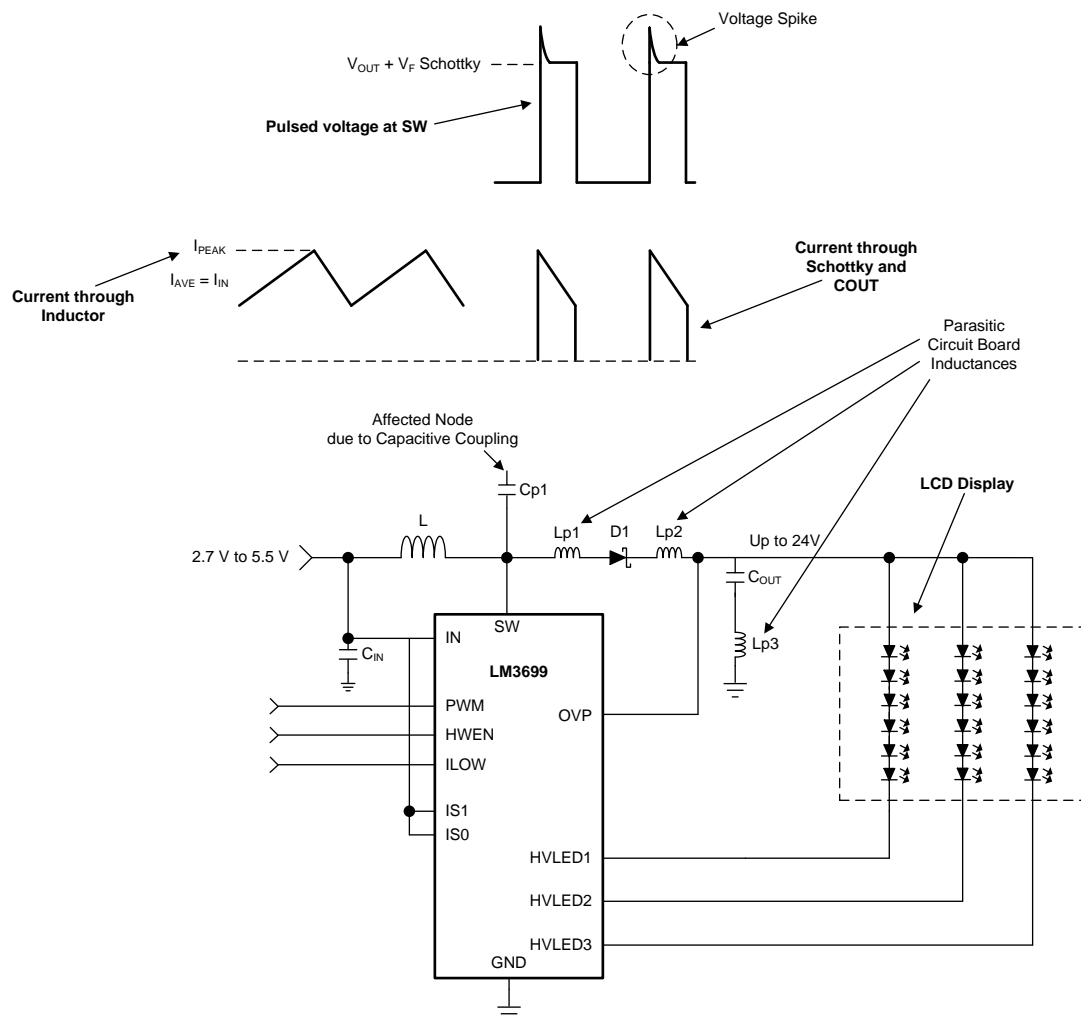 Voltage Spike
VOUT + VF Schottky
Pulsed voltage at SW
IPEAK
IAVE = IIN
Current through
Inductor
Current through
Schottky and
COUT
Parasitic
Circuit Board
Inductances
Affected Node
due to Capacitive Coupling
Cp1
LCD Display
L
Lp1
D1
Lp2
2.7 V to 5.5 V
Up to 24V
COUT
SW
IN
CIN
LM3699
Lp3
PWM
OVP
HWEN
ILOW
IS1
IS0
HVLED1
HVLED2
HVLED3
GND